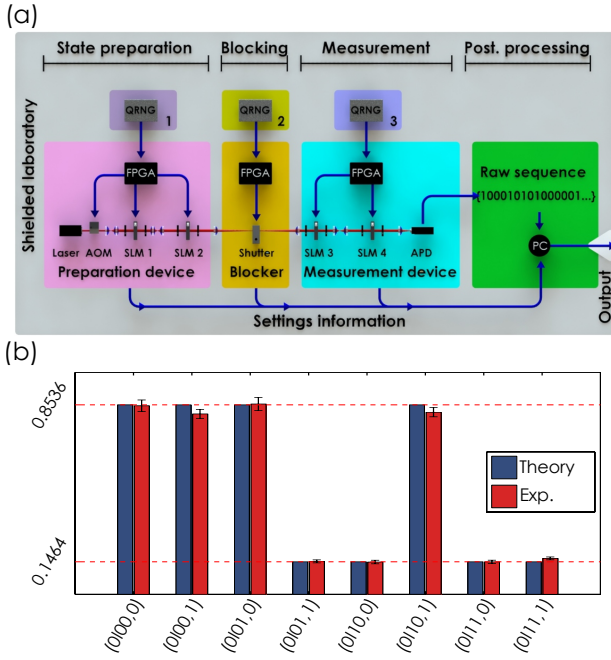 (a)
State preparation Blocking Measurement Post. processing
Shielded laboratory
QRNG 1 QRNG 2 QRNG 3
FPGA FPGA FPGA
Raw sequence
{100010101000001...}
PC
Laser AOM SLM 1 SLM 2 Shutter SLM 3 SLM 4 APD
Preparation device Blocker Measurement device
Settings information
Output
(b)
0.8536
0.1464
Theory
Exp.
(0|00,0) (0|00,1) (0|01,0) (0|01,1) (0|10,0) (0|10,1) (0|11,0) (0|11,1)